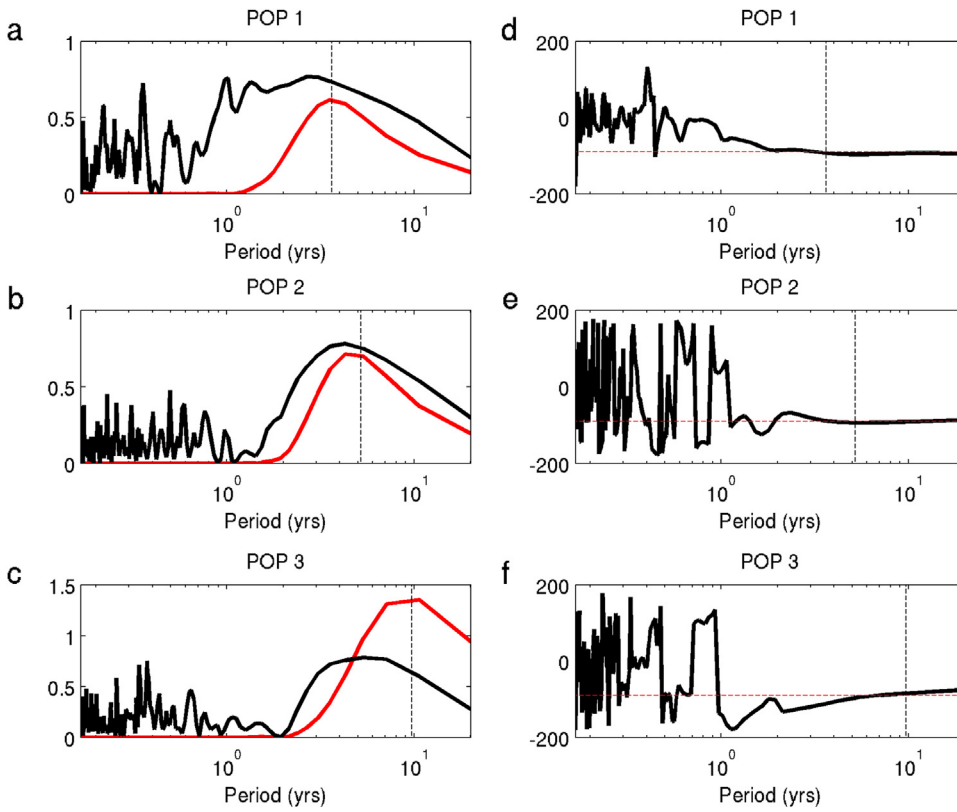 a
POP 1
1
0.5
0
10^0
10^1
Period (yrs)
d
POP 1
200
0
-200
10^0
10^1
Period (yrs)
b
POP 2
1
0.5
0
10^0
10^1
Period (yrs)
e
POP 2
200
0
-200
10^0
10^1
Period (yrs)
c
POP 3
1.5
1
0.5
0
10^0
10^1
Period (yrs)
f
POP 3
200
0
-200
10^0
10^1
Period (yrs)